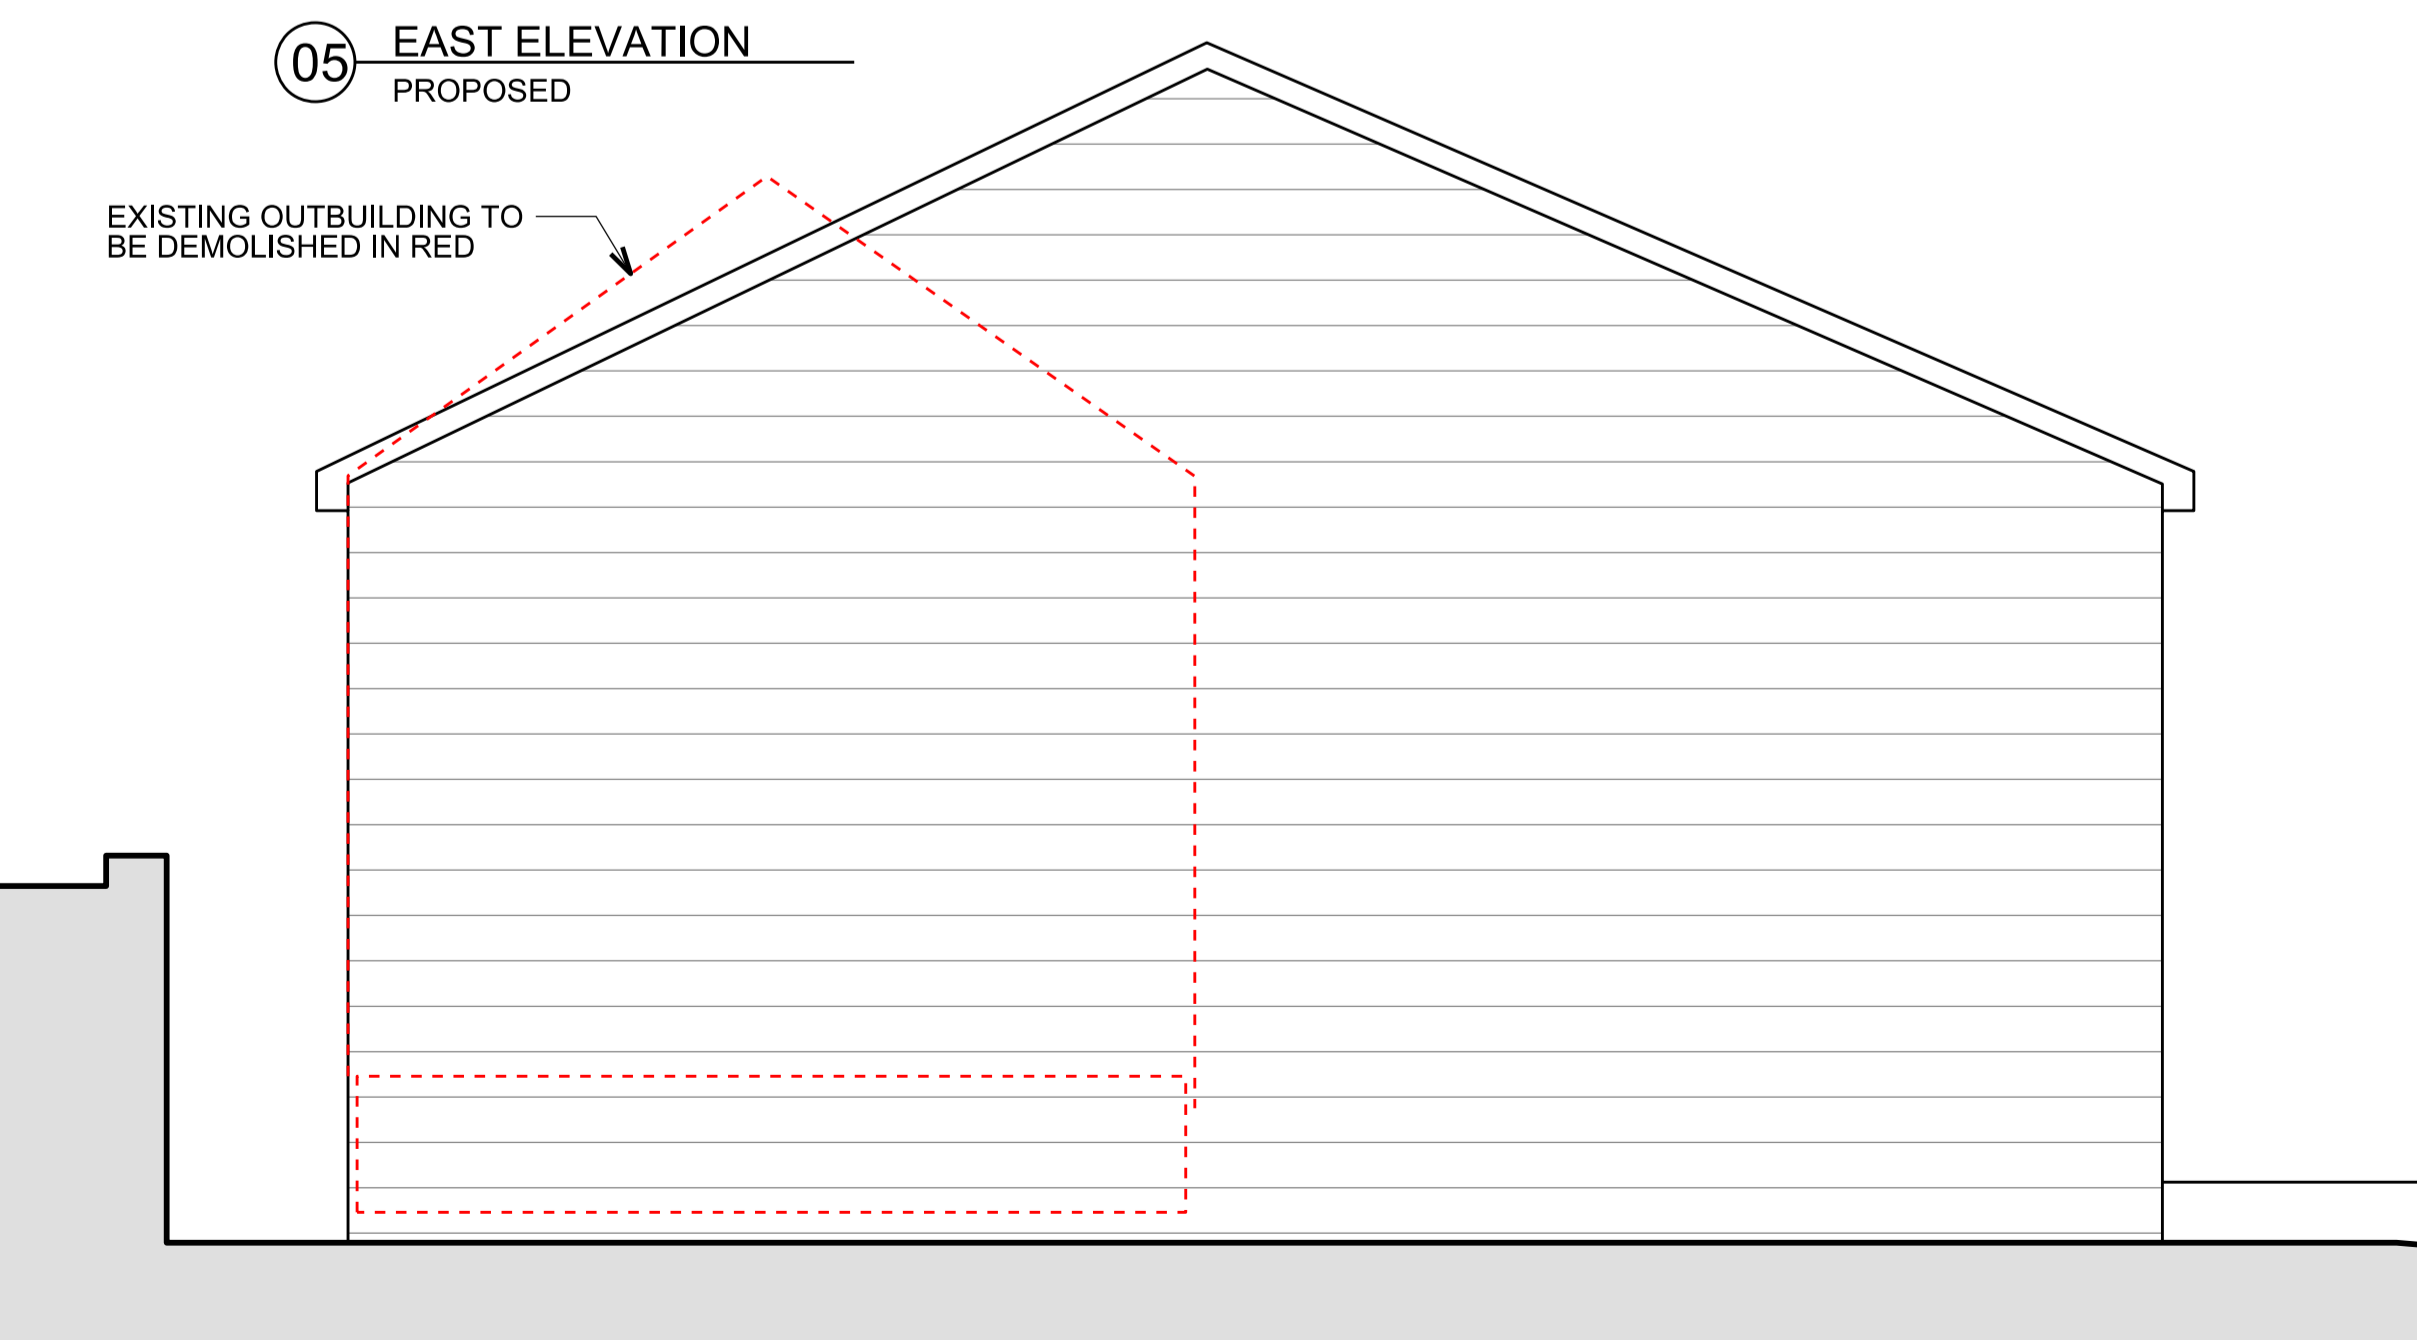 05
EAST ELEVATION
PROPOSED
EXISTING OUTBUILDING TO
BE DEMOLISHED IN RED